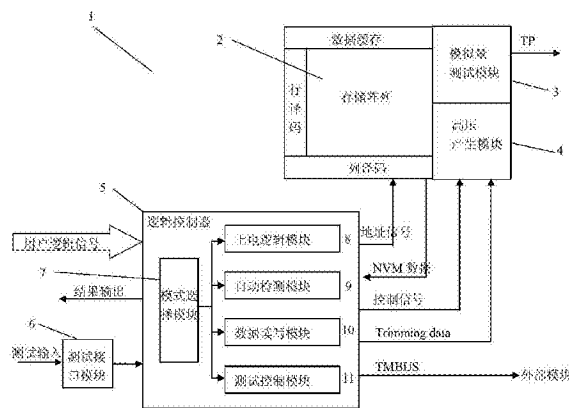 1
2
数据缓存
行译码
存储阵列
列译码
模拟量
测试模块
TP
3
高压
产生模块
4
5
逻辑控制器
用户逻辑信号
7
模式选
择模块
上电逻辑模块
8
地址信号
自动检测模块
9
NVM 数据
控制信号
数据读写模块
10
Trimming data
测试控制模块
11
TMBUS
外部模块
结果输出
6
测试输入
测试接
口模块